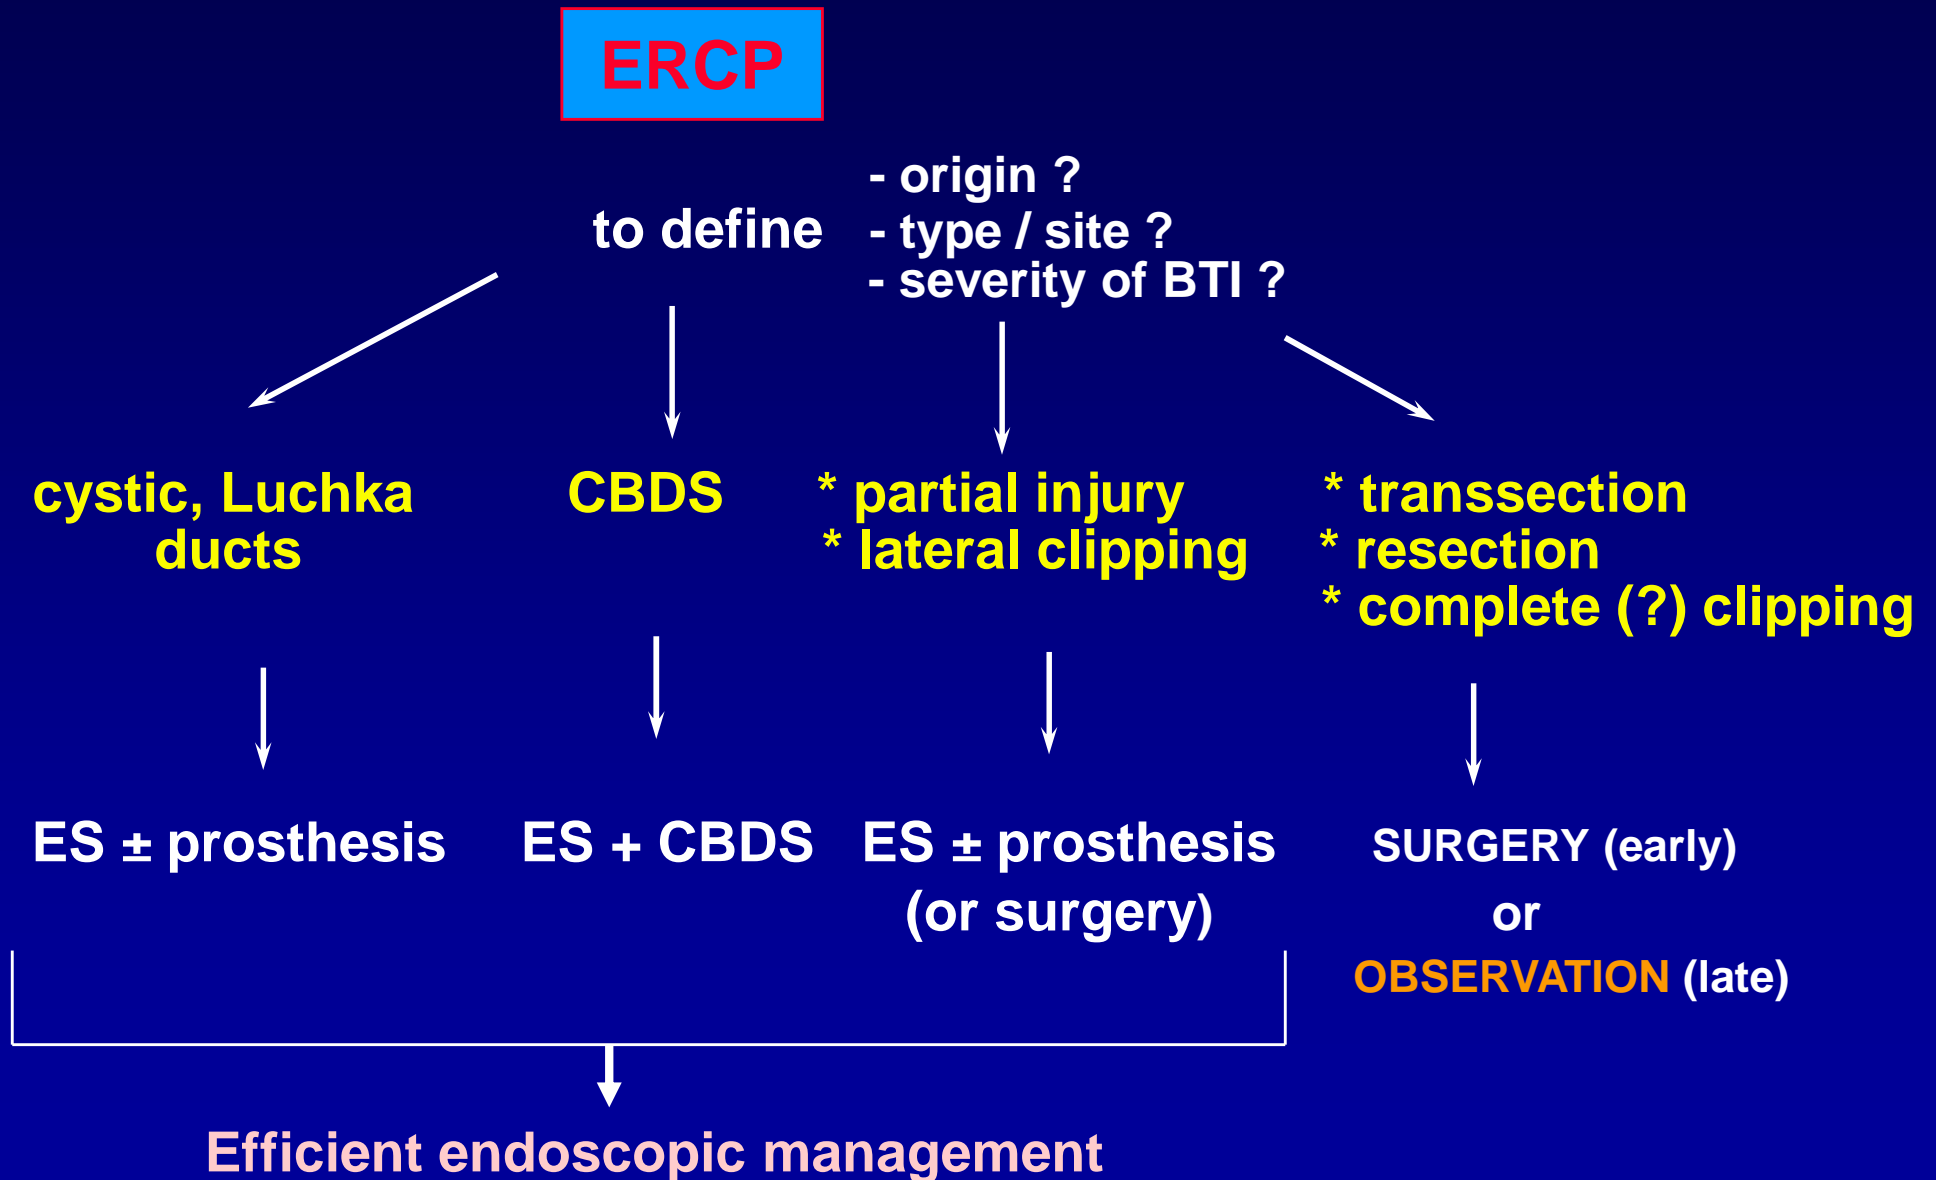 ERCP
- origin ?
to define - type / site ?
- severity of BTI ?
cystic, Luchka
ducts
CBDS
* partial injury
* lateral clipping
* transsection
* resection
* complete (?) clipping
ES ± prosthesis
ES + CBDS
ES ± prosthesis
(or surgery)
SURGERY (early)
or
OBSERVATION (late)
Efficient endoscopic management